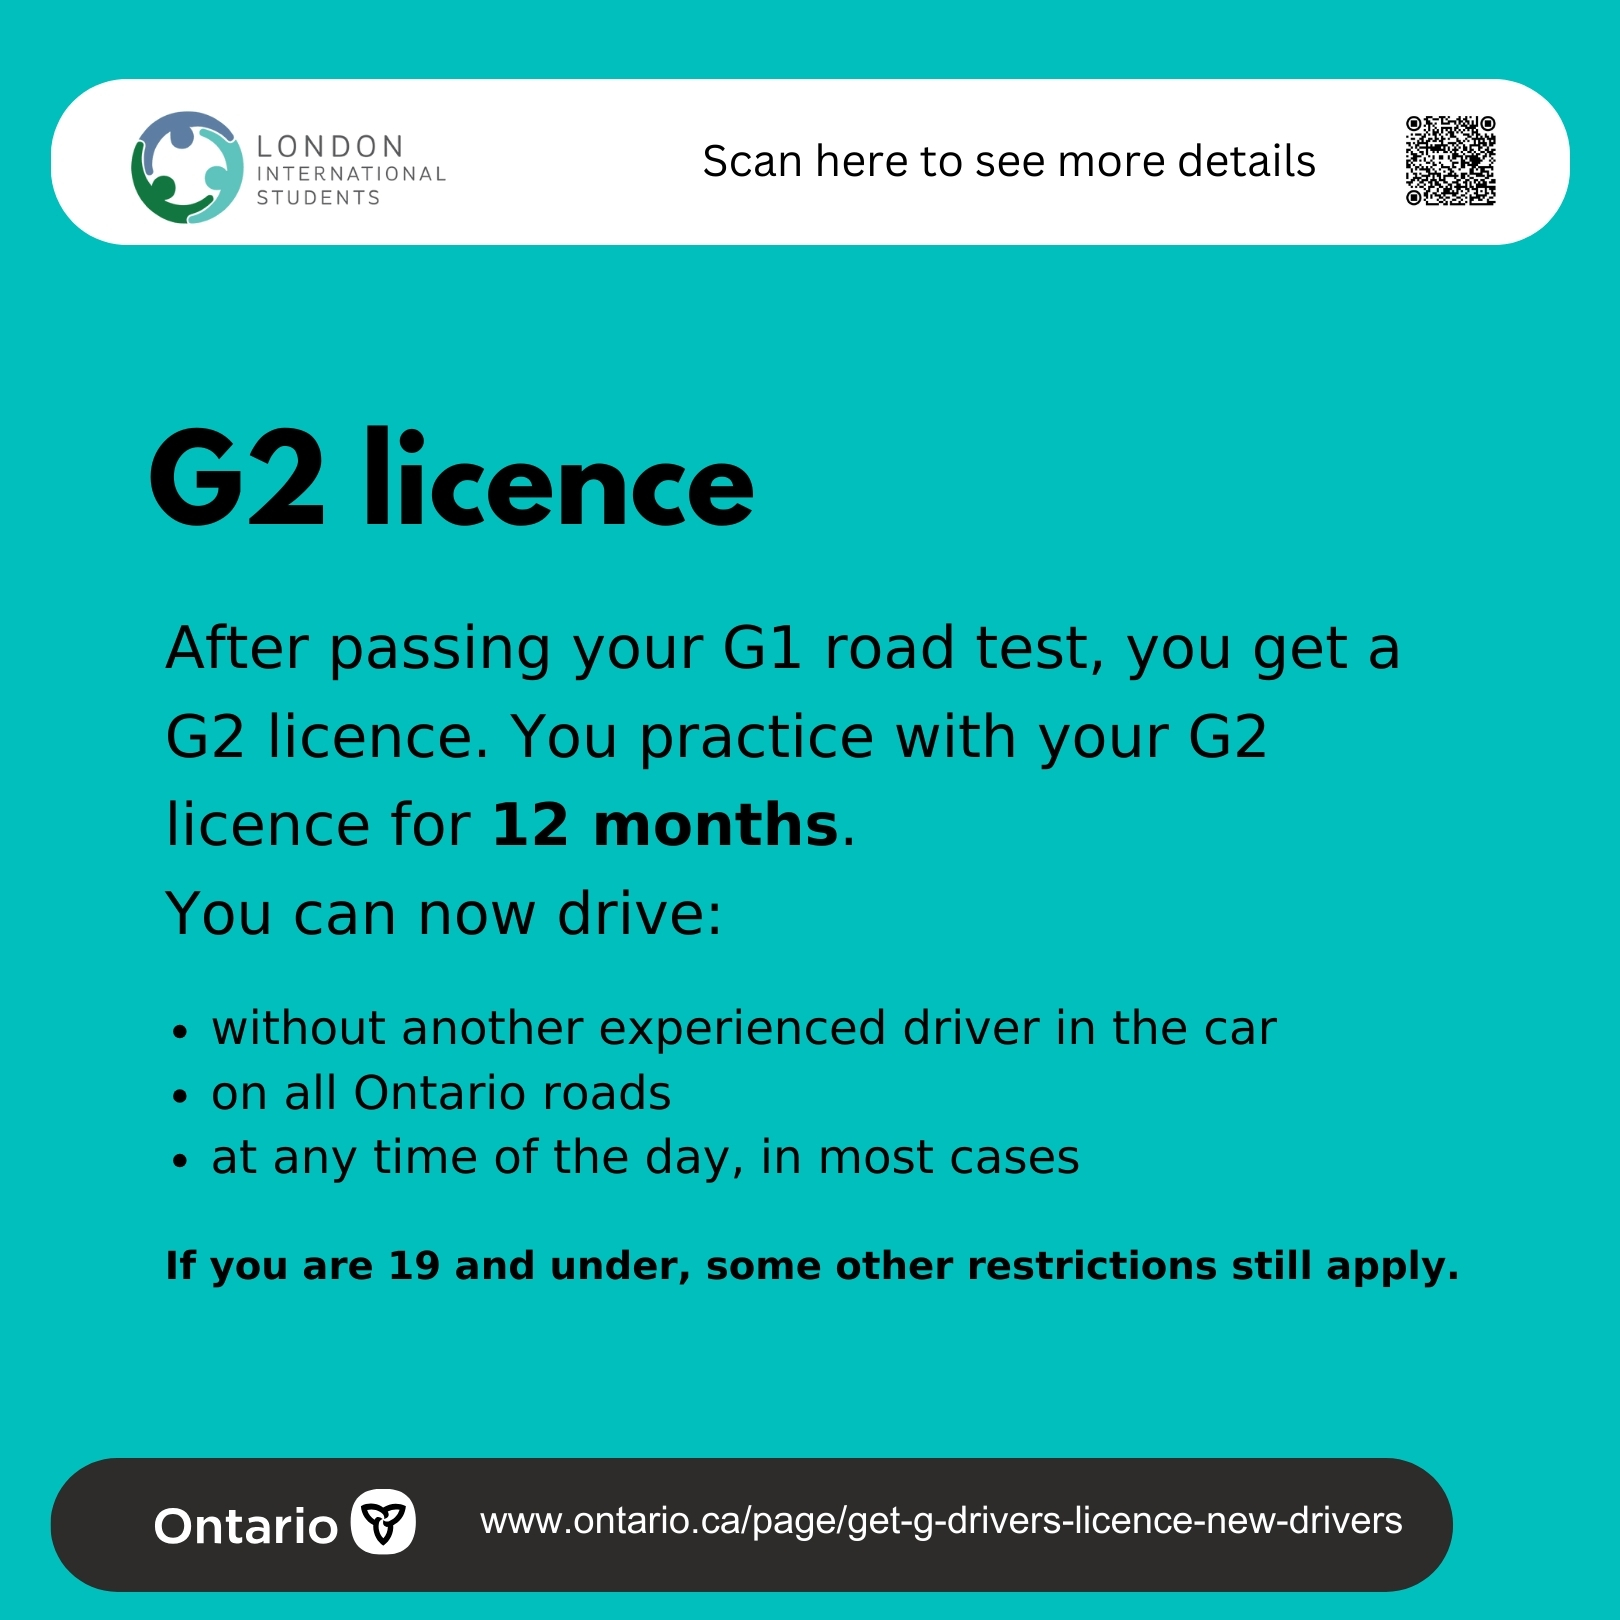 LONDON
INTERNATIONAL
STUDENTS
Scan here to see more details
G2 licence
After passing your G1 road test, you get a
G2 licence. You practice with your G2
licence for 12 months.
You can now drive:
• without another experienced driver in the car
• on all Ontario roads
• at any time of the day, in most cases
If you are 19 and under, some other restrictions still apply.
Ontario
www.ontario.ca/page/get-g-drivers-licence-new-drivers